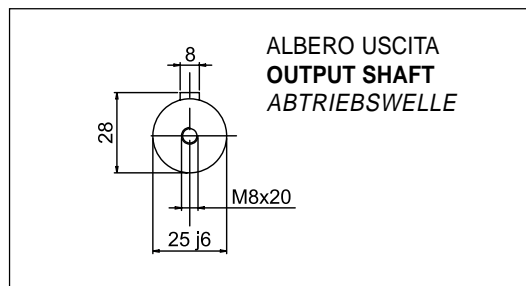 ALBERO USCITA
OUTPUT SHAFT
ABTRIEBSWELLE
8
28
M8x20
25 j6